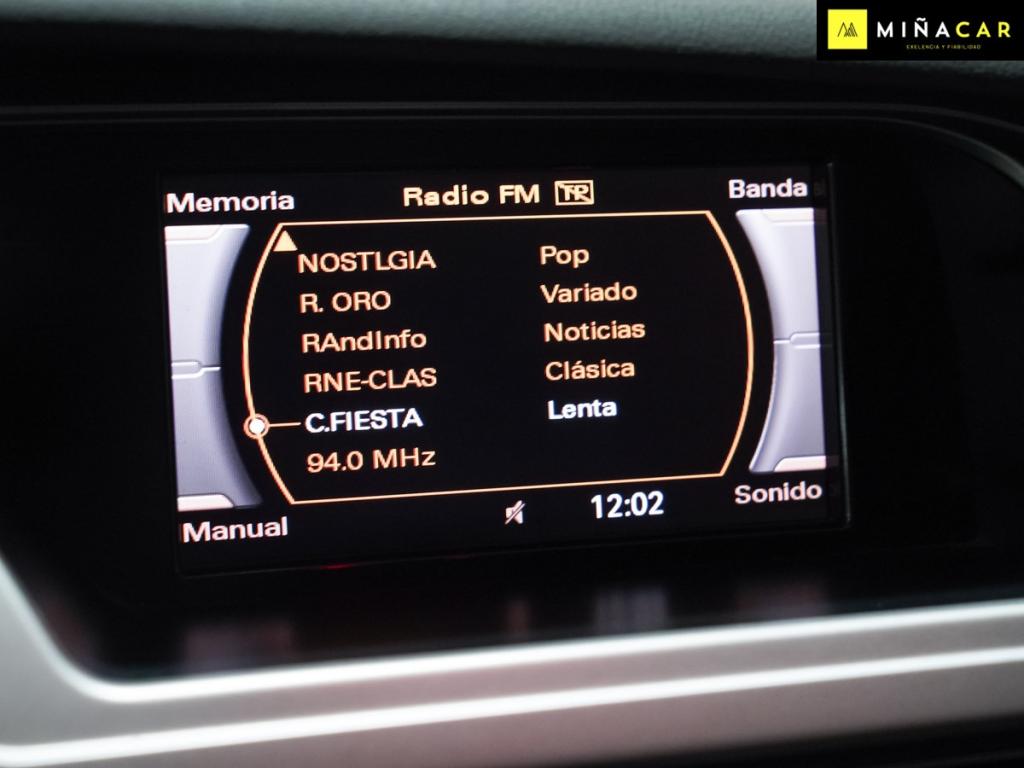 MIÑACAR
EXELENCIA Y FIABILIDAD
Memoria Radio FM TP Banda
NOSTLGIA Pop
R. ORO Variado
RAndInfo Noticias
RNE-CLAS Clásica
C.FIESTA Lenta
94.0 MHz
Manual 12:02 Sonido